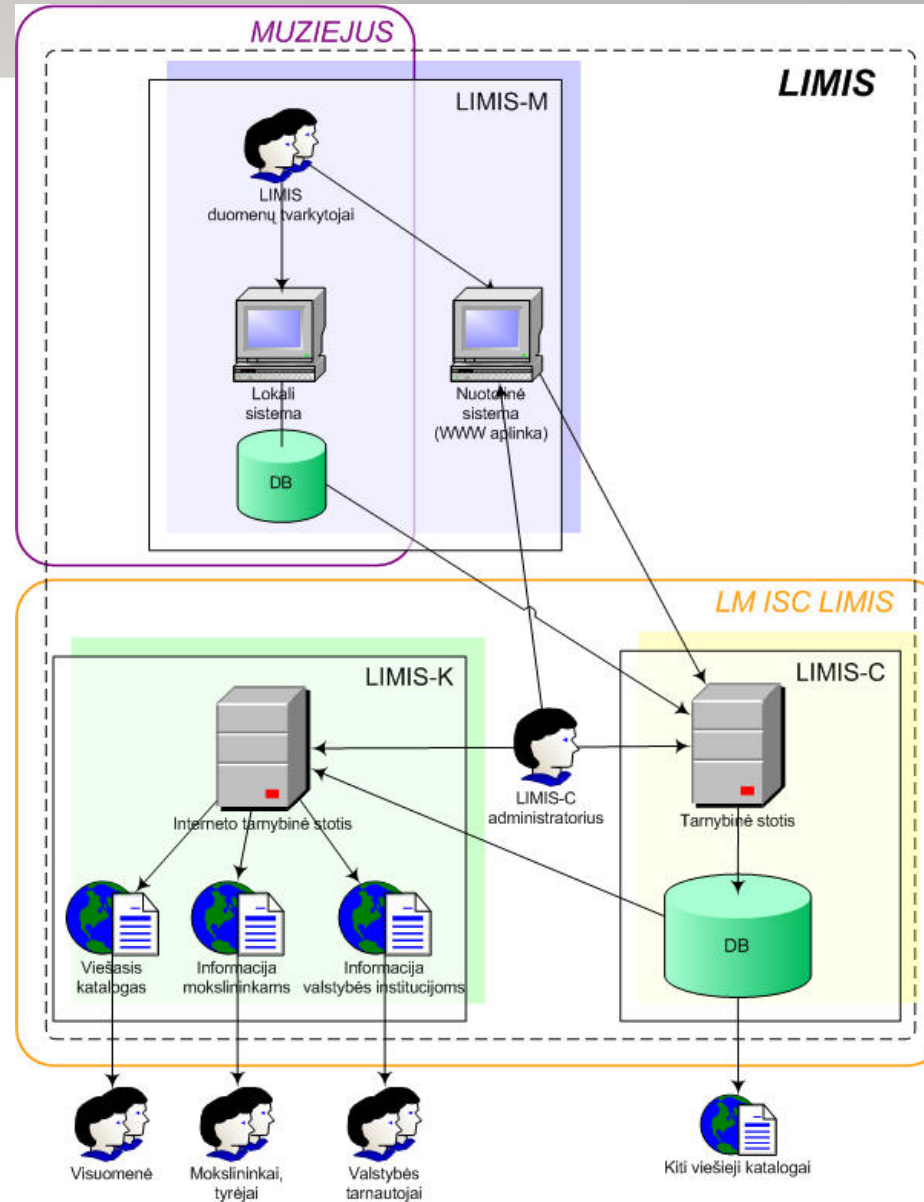 MUZIEJUS
LIMIS
LIMIS-M
LIMIS
duomenų tvarkytojai
Lokali
sistema
Nuotolinė
sistema
(WWW aplinka)
DB
LM ISC LIMIS
LIMIS-K
LIMIS-C
Interneto tarnybinė stotis
LIMIS-C
administratorius
Tarnybinė stotis
DB
Viešasis
katalogas
Informacija
mokslininkams
Informacija
valstybės institucijoms
Visuomenė
Mokslininkai,
tyrėjai
Valstybės
tarnautojai
Kiti viešieji katalogai